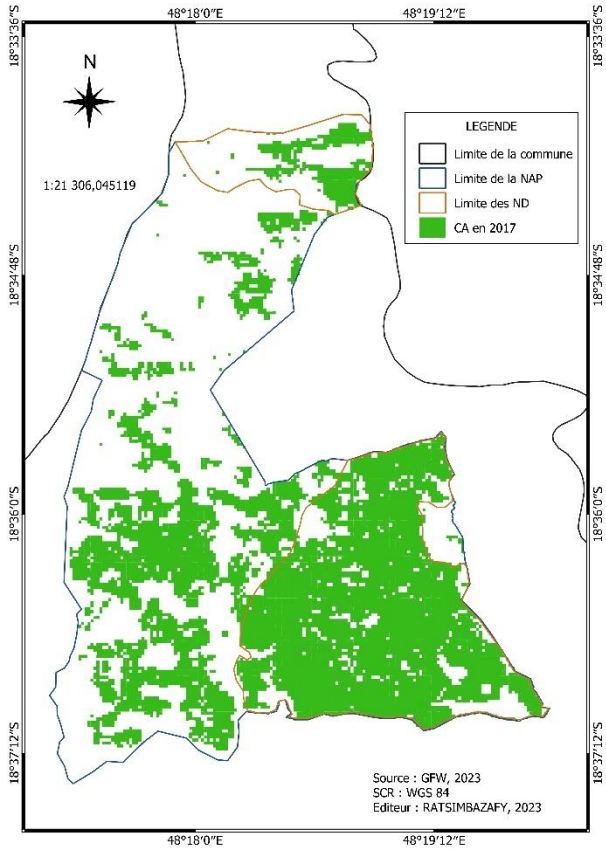 48°18'0"E
48°19'12"E
18°33'36"S
18°33'36"S
N
LEGENDE
Limite de la commune
Limite de la NAP
Limite des ND
CA en 2017
1:21 306,045119
18°34'48"S
18°34'48"S
18°36'0"S
18°36'0"S
18°37'12"S
18°37'12"S
Source : GFW, 2023
SCR : WGS 84
Editeur : RATSIMBAZAFY, 2023
48°18'0"E
48°19'12"E